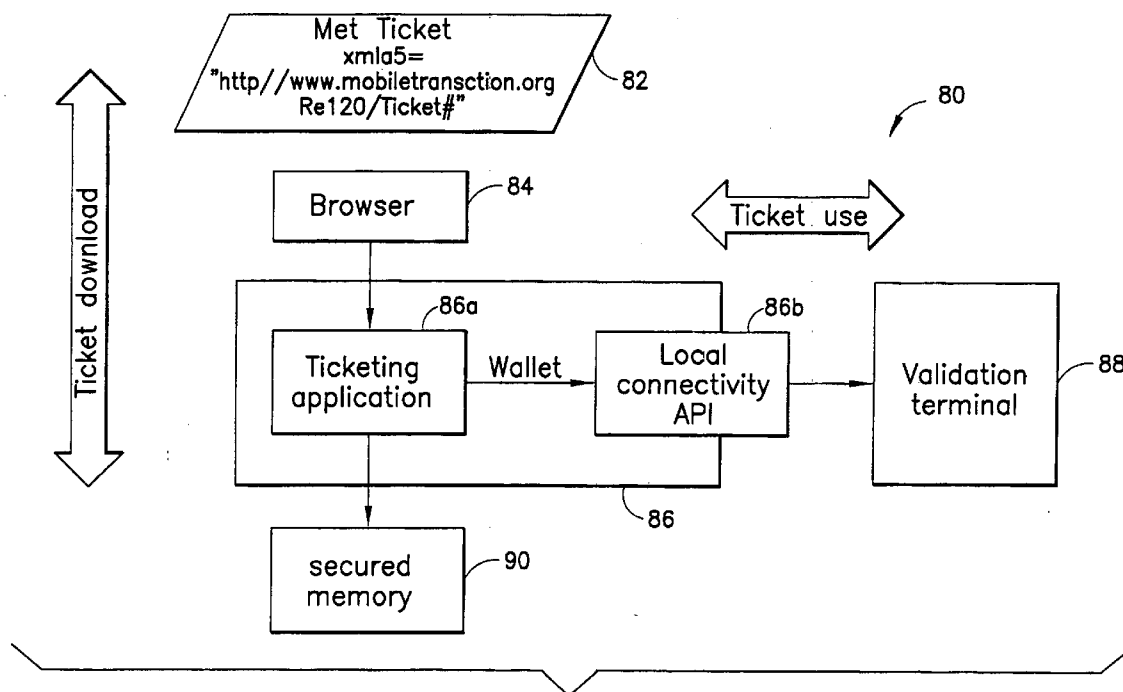 Met Ticket
xmla5=
"http//www.mobiletransction.org
Re120/Ticket#"
82
80
Ticket download
Browser
84
Ticket use
86a
86b
Ticketing
application
Wallet
Local
connectivity
API
Validation
terminal
88
86
secured
memory
90